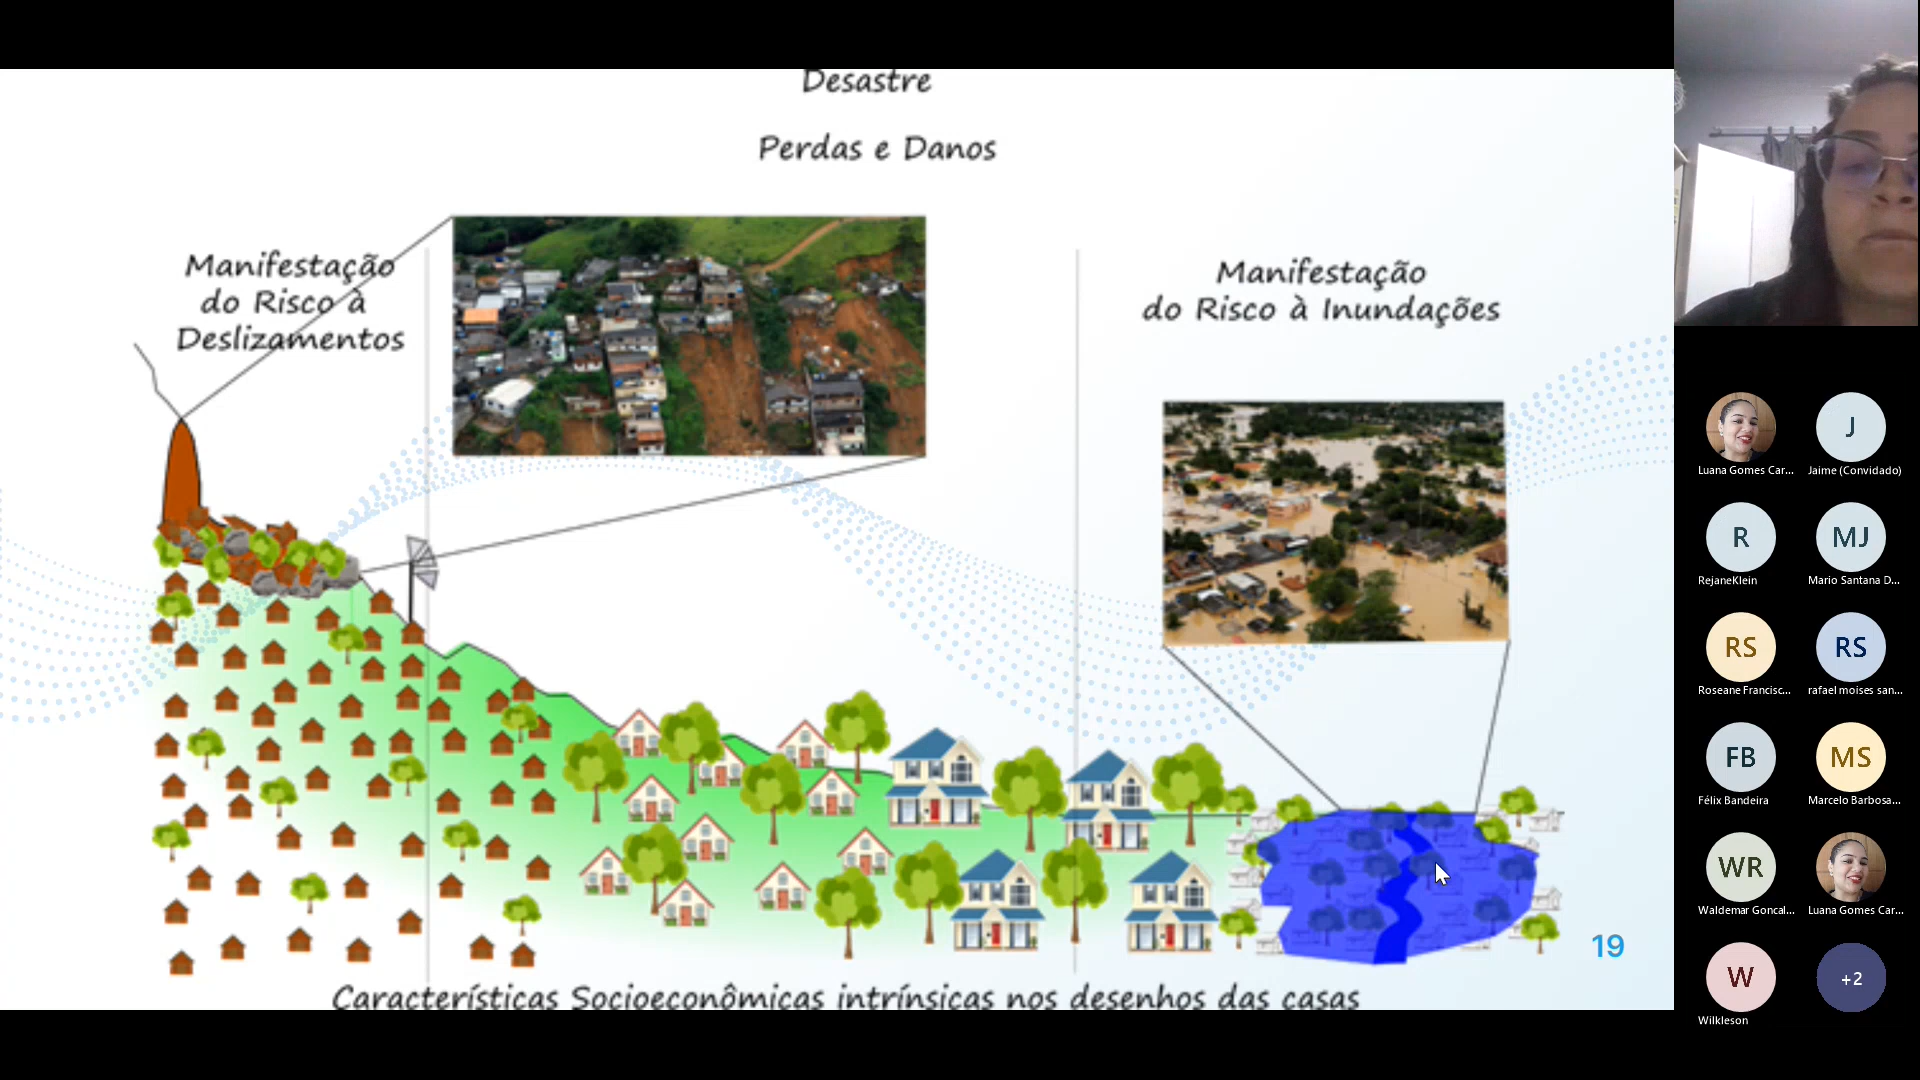 Desastre
Perdas e Danos
Manifestação
do Risco à
Deslizamentos
Manifestação
do Risco à Inundações
Características Socioeconômicas intrínsicas nos desenhos das casas
19
Luana Gomes Car...
J
Jaime (Convidado)
R
RejaneKlein
MJ
Mario Santana D...
RS
Roseane Francisc...
RS
rafael moises san...
FB
Félix Bandeira
MS
Marcelo Barbosa...
WR
Waldemar Goncal...
Luana Gomes Car...
W
Wilkleson
+2